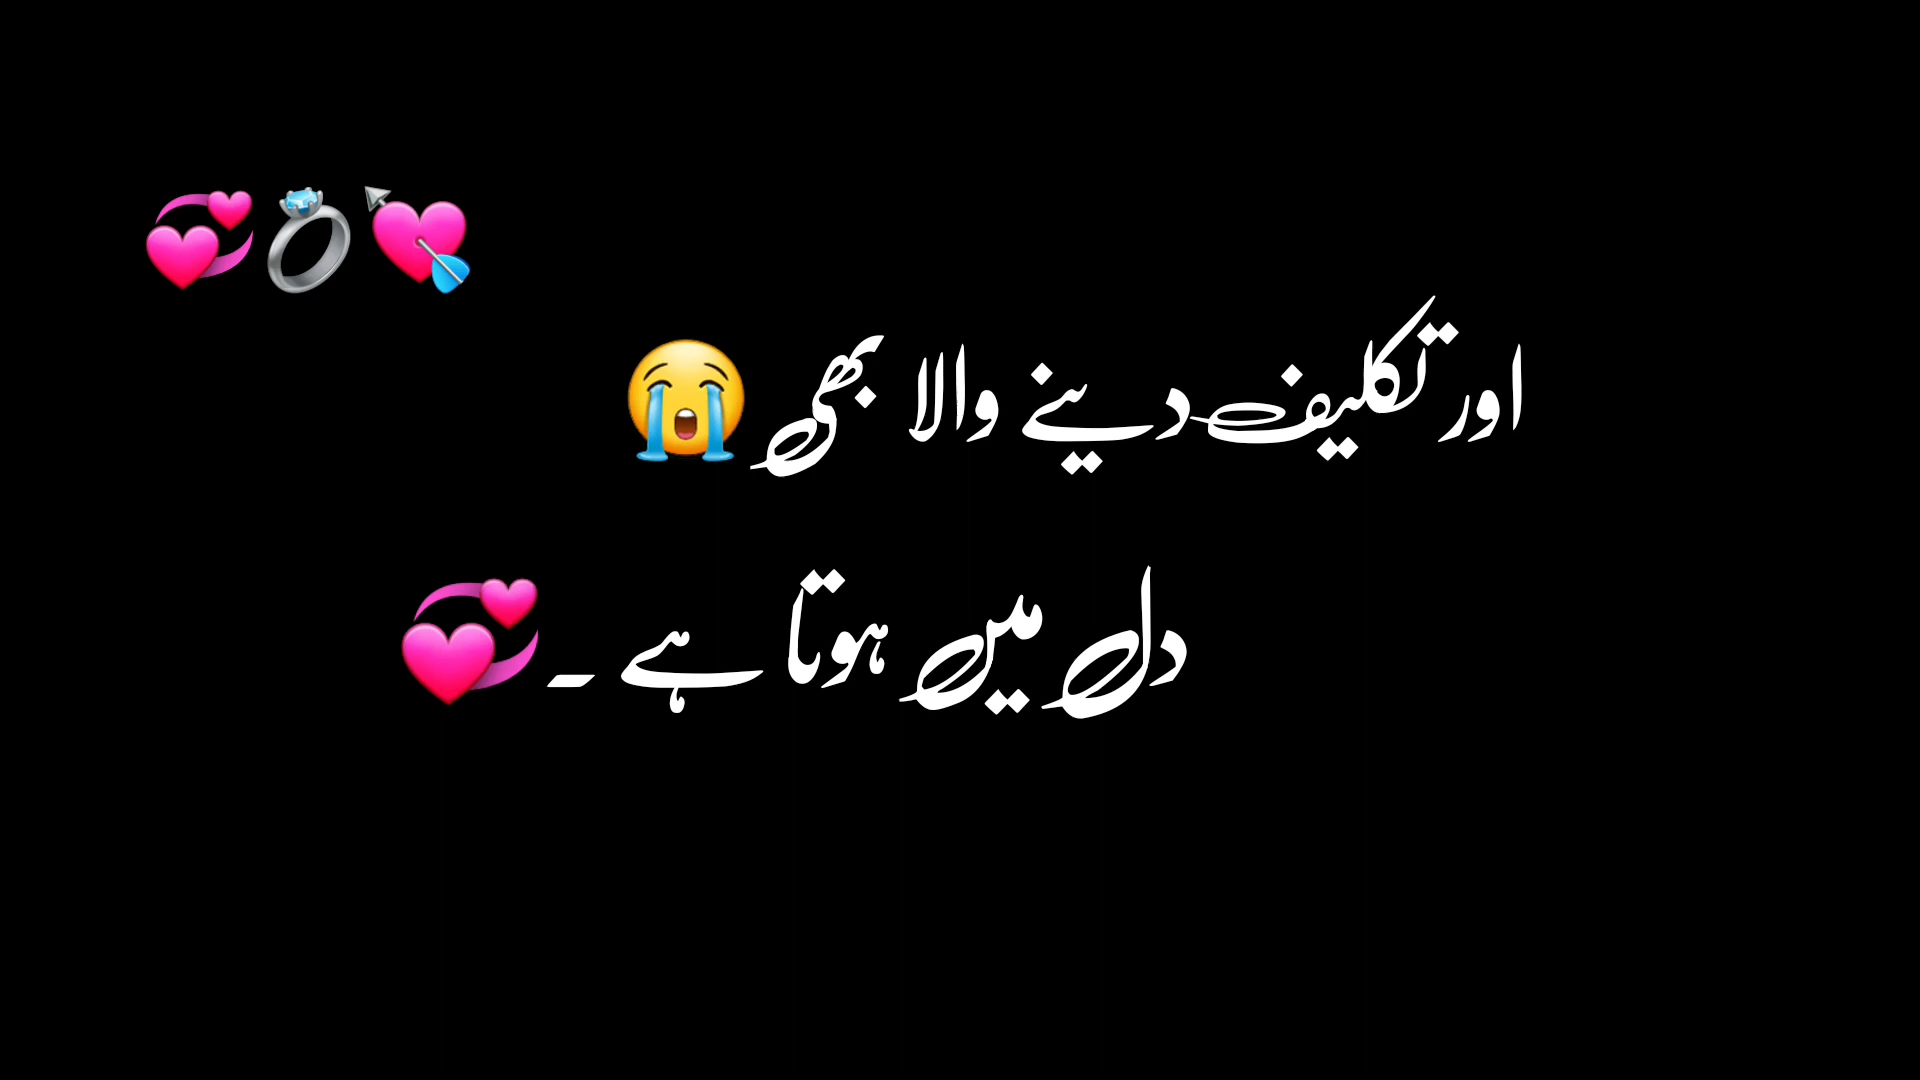 💞💍💘
اور تکلیف دینے والا بھی😭
دل میں ہوتا ہے ۔💞